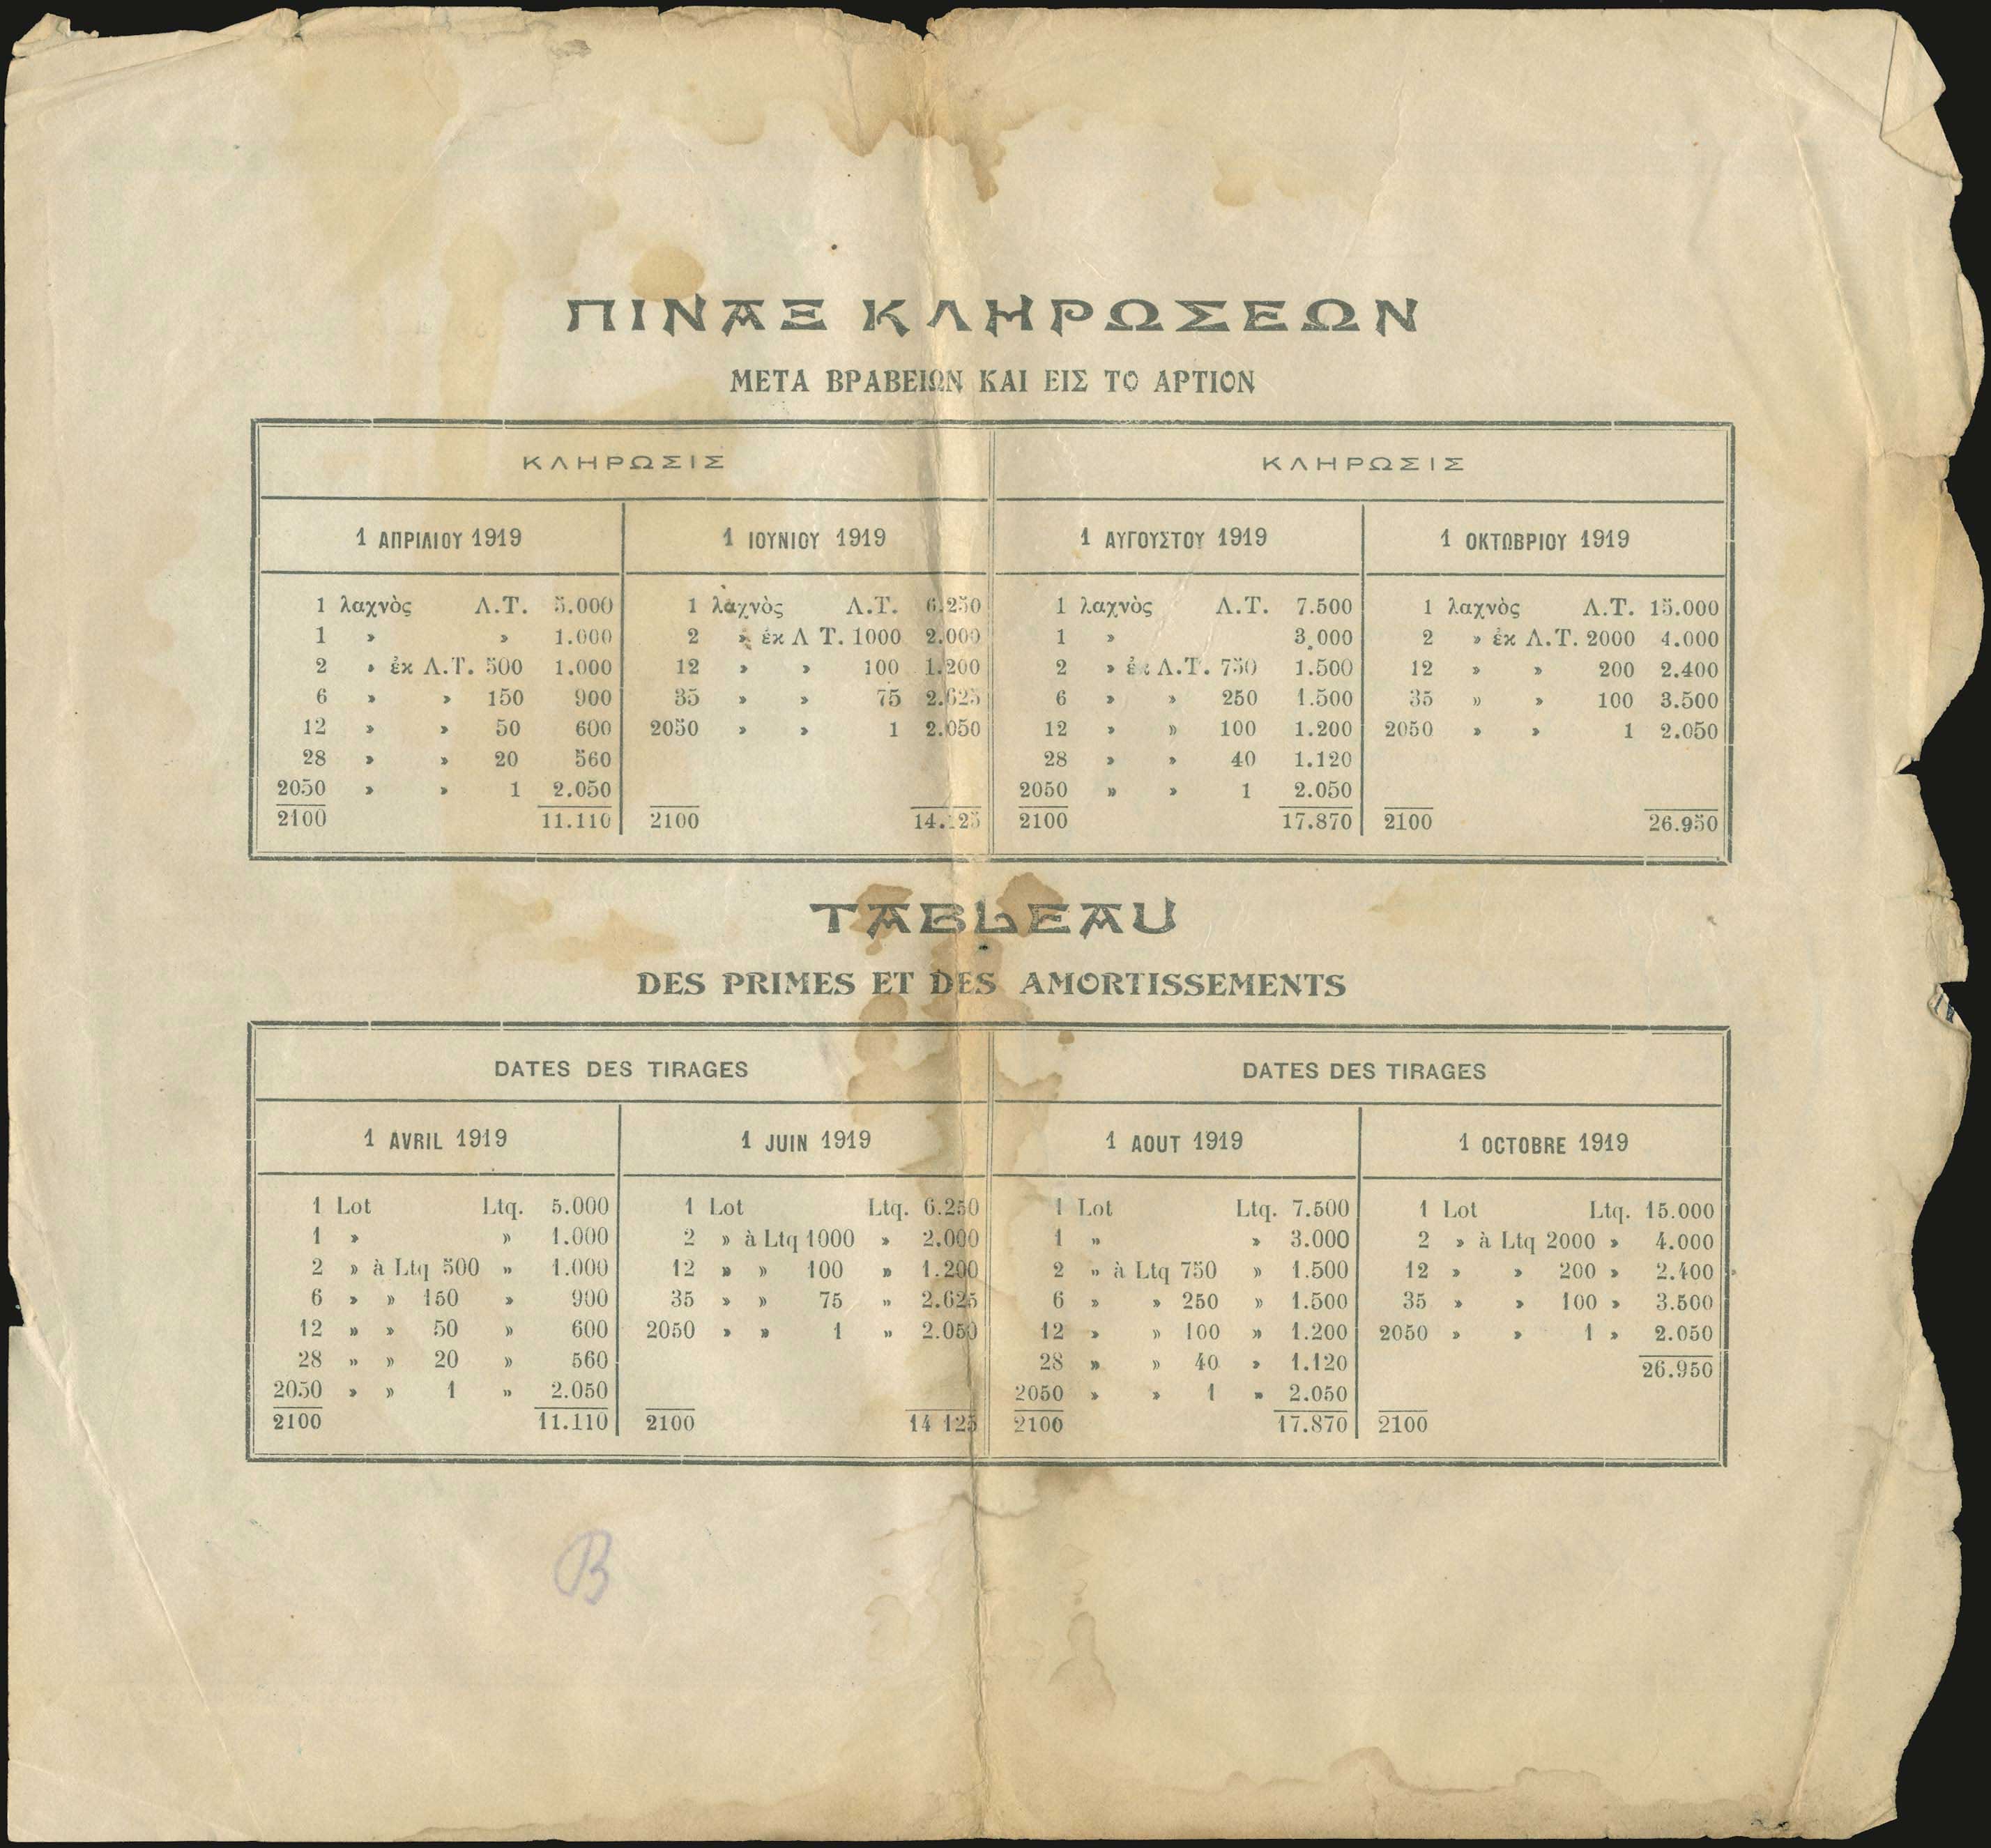 ΠΙΝΑΞ ΚΛΗΡΩΣΕΩΝ
ΜΕΤΑ ΒΡΑΒΕΙΩΝ ΚΑΙ ΕΙΣ ΤΟ ΑΡΤΙΟΝ
ΚΛΗΡΩΣΙΣ
1 ΑΠΡΙΛΙΟΥ 1919
1 λαχνὸς Λ.Τ. 5.000
1 » » 1.000
2 » ἐκ Λ.Τ. 500 1.000
6 » » 150 900
12 » » 50 600
28 » » 20 560
2050 » » 1 2.050
2100 11.110
1 ΙΟΥΝΙΟΥ 1919
1 λαχνὸς Λ.Τ. 6.250
2 » ἐκ Λ Τ. 1000 2.000
12 » » 100 1.200
35 » » 75 2.625
2050 » » 1 2.050
2100 14.125
ΚΛΗΡΩΣΙΣ
1 ΑΥΓΟΥΣΤΟΥ 1919
1 λαχνὸς Λ.Τ. 7.500
1 » 3.000
2 » ἐκ Λ.Τ. 750 1.500
6 » » 250 1.500
12 » » 100 1.200
28 » » 40 1.120
2050 » » 1 2.050
2100 17.870
1 ΟΚΤΩΒΡΙΟΥ 1919
1 λαχνὸς Λ.Τ. 15.000
2 » ἐκ Λ.Τ. 2000 4.000
12 » » 200 2.400
35 » » 100 3.500
2050 » » 1 2.050
2100 26.950
TABLEAU
DES PRIMES ET DES AMORTISSEMENTS
DATES DES TIRAGES
1 AVRIL 1919
1 Lot Ltq. 5.000
1 » » 1.000
2 » à Ltq 500 » 1.000
6 » » 150 » 900
12 » » 50 » 600
28 » » 20 » 560
2050 » » 1 » 2.050
2100 11.110
1 JUIN 1919
1 Lot Ltq. 6.250
2 » à Ltq 1000 » 2.000
12 » » 100 » 1.200
35 » » 75 » 2.625
2050 » » 1 » 2.050
2100 14 125
DATES DES TIRAGES
1 AOUT 1919
1 Lot Ltq. 7.500
1 » » 3.000
2 » à Ltq 750 » 1.500
6 » » 250 » 1.500
12 » » 100 » 1.200
28 » » 40 » 1.120
2050 » » 1 » 2.050
2100 17.870
1 OCTOBRE 1919
1 Lot Ltq. 15.000
2 » à Ltq 2000 » 4.000
12 » » 200 » 2.400
35 » » 100 » 3.500
2050 » » 1 » 2.050
26.950
2100
B